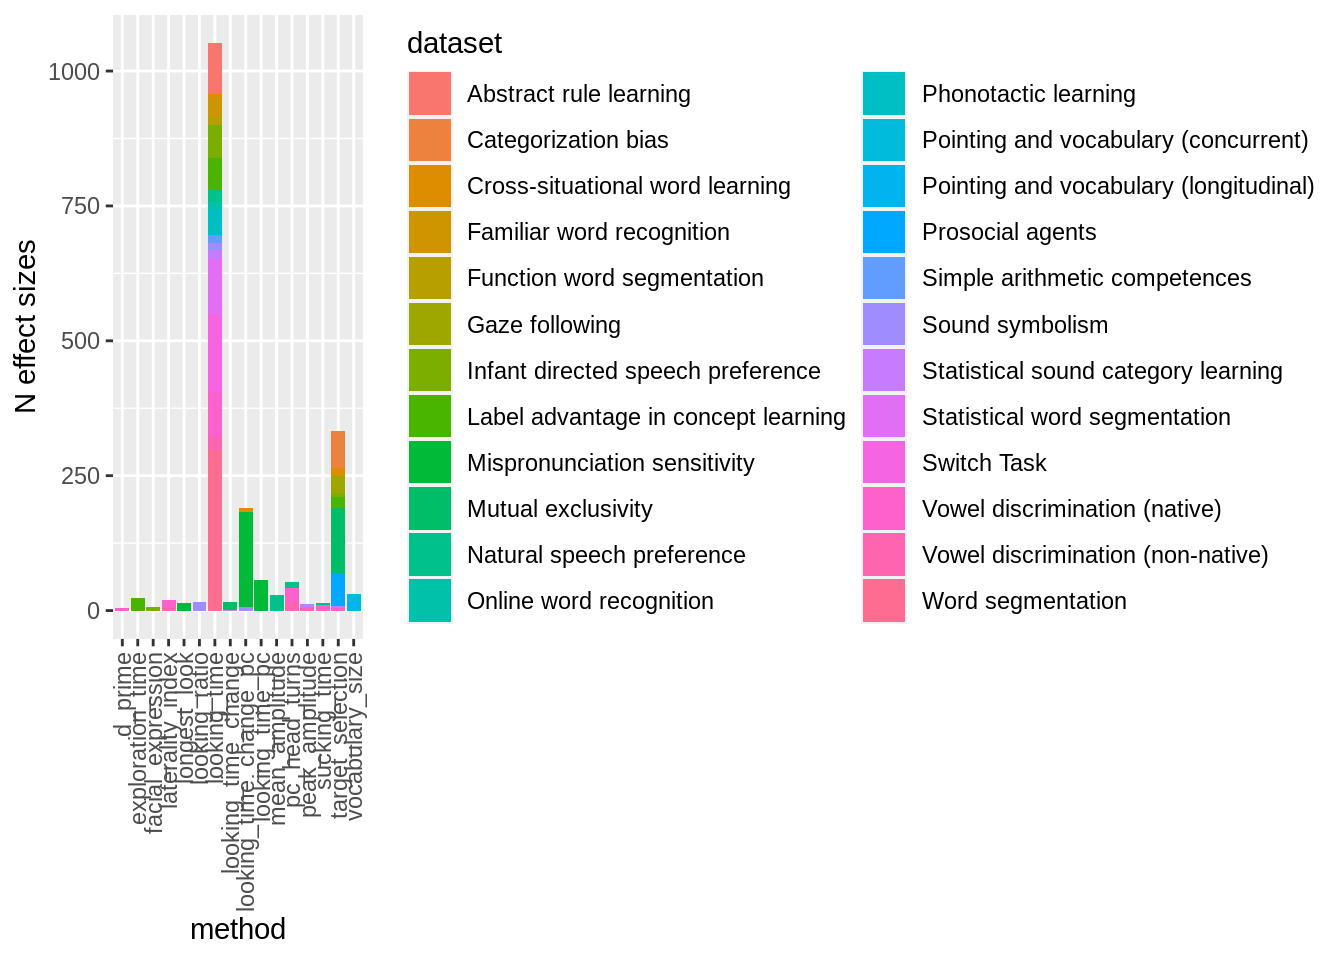 N effect sizes
1000
750
500
250
0
d_prime
exploration_time
facial_expression
laterality_index
longest_look
looking_ratio
looking_time
looking_time_change
looking_time_change_pc
looking_time_pc
mean_amplitude
pc_head_turns
peak_amplitude
sucking_time
target_selection
vocabulary_size
method
dataset
Abstract rule learning
Categorization bias
Cross-situational word learning
Familiar word recognition
Function word segmentation
Gaze following
Infant directed speech preference
Label advantage in concept learning
Mispronunciation sensitivity
Mutual exclusivity
Natural speech preference
Online word recognition
Phonotactic learning
Pointing and vocabulary (concurrent)
Pointing and vocabulary (longitudinal)
Prosocial agents
Simple arithmetic competences
Sound symbolism
Statistical sound category learning
Statistical word segmentation
Switch Task
Vowel discrimination (native)
Vowel discrimination (non-native)
Word segmentation